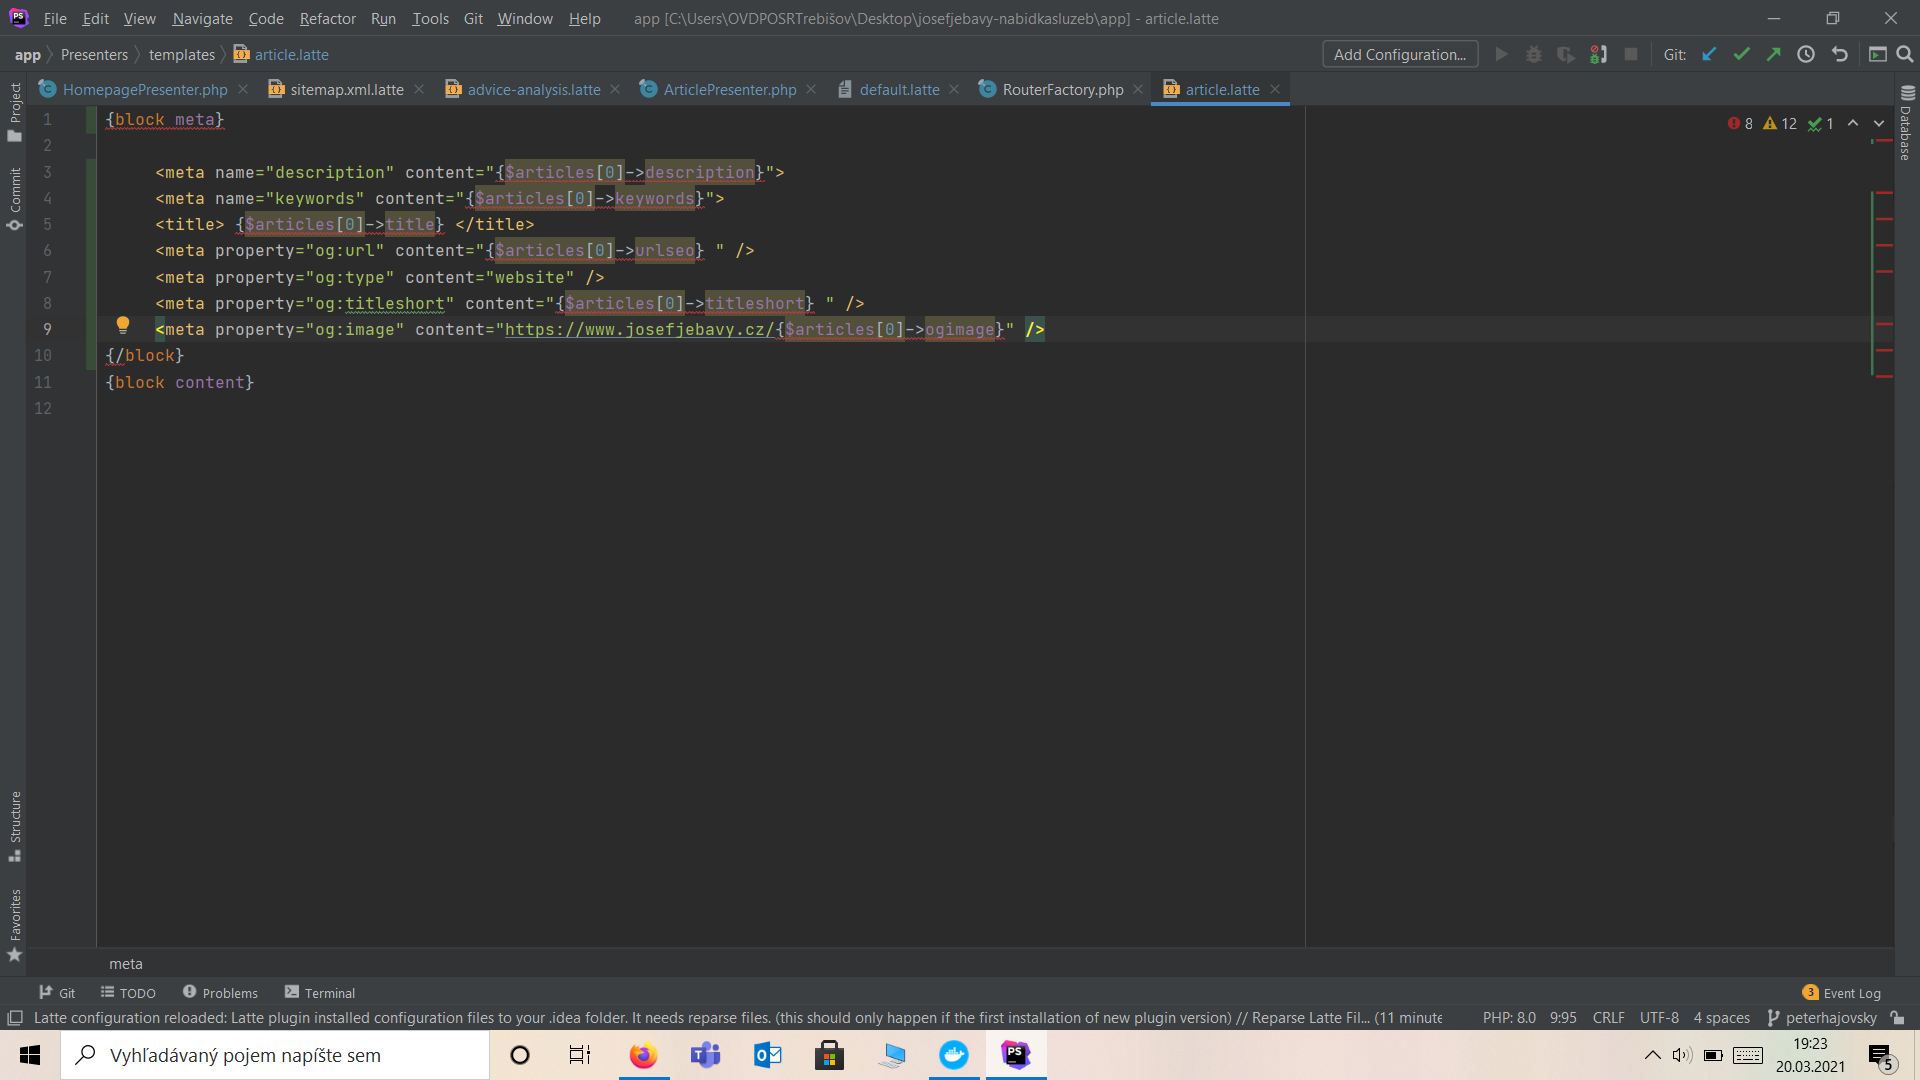 PS File Edit View Navigate Code Refactor Run Tools Git Window Help app [C:\Users\OVDPOSRTrebišov\Desktop\josefjebavy-nabidkasluzeb\app] - article.latte
app Presenters templates article.latte Add Configuration... Git:
HomepagePresenter.php sitemap.xml.latte advice-analysis.latte ArticlePresenter.php default.latte RouterFactory.php article.latte
Project
Commit
Structure
Favorites
Database
8 12 1
1 {block meta}
2
3 <meta name="description" content="{$articles[0]->description}">
4 <meta name="keywords" content="{$articles[0]->keywords}">
5 <title> {$articles[0]->title} </title>
6 <meta property="og:url" content="{$articles[0]->urlseo} " />
7 <meta property="og:type" content="website" />
8 <meta property="og:titleshort" content="{$articles[0]->titleshort} " />
9 <meta property="og:image" content="https://www.josefjebavy.cz/{$articles[0]->ogimage}" />
10 {/block}
11 {block content}
12
meta
Git TODO Problems Terminal 3 Event Log
Latte configuration reloaded: Latte plugin installed configuration files to your .idea folder. It needs reparse files. (this should only happen if the first installation of new plugin version) // Reparse Latte Fil... (11 minute PHP: 8.0 9:95 CRLF UTF-8 4 spaces peterhajovsky
Vyhľadávaný pojem napíšte sem PS 19:23
20.03.2021 5